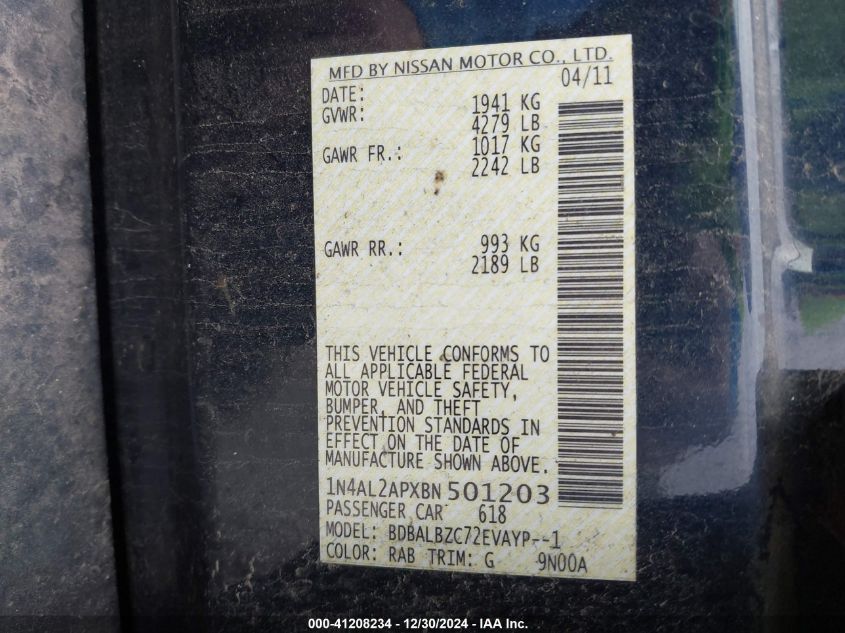 MFD BY NISSAN MOTOR CO., LTD.
DATE: 04/11
GVWR: 1941 KG
4279 LB
GAWR FR.: 1017 KG
2242 LB
GAWR RR.: 993 KG
2189 LB
THIS VEHICLE CONFORMS TO
ALL APPLICABLE FEDERAL
MOTOR VEHICLE SAFETY,
BUMPER, AND THEFT
PREVENTION STANDARDS IN
EFFECT ON THE DATE OF
MANUFACTURE SHOWN ABOVE.
1N4AL2APXBN 501203
PASSENGER CAR 618
MODEL: BDBALBZC72EVAYP--1
COLOR: RAB TRIM: G 9N00A
000-41208234 - 12/30/2024 - IAA Inc.